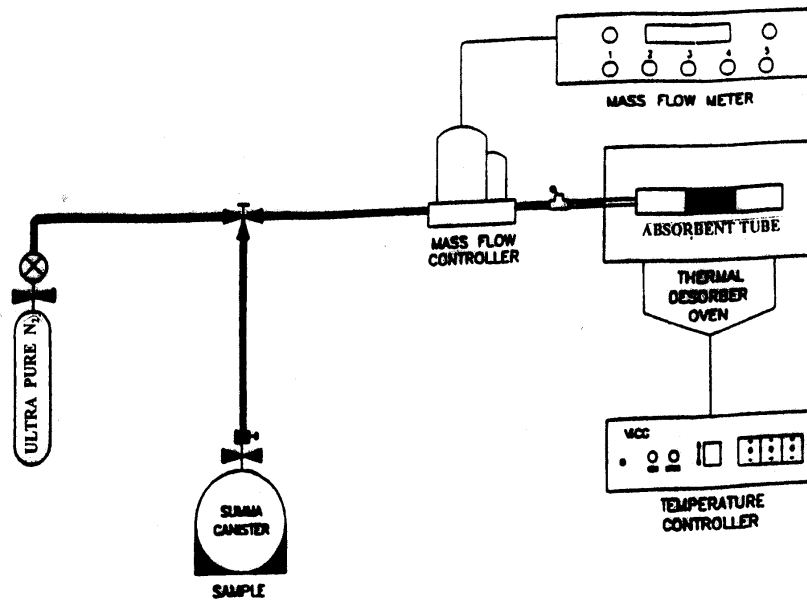 1 2 3 4 5
MASS FLOW METER
ABSORBENT TUBE
MASS FLOW
CONTROLLER
THERMAL
DESORBER
OVEN
ULTRA PURE N₂
SUMMA
CANISTER
SAMPLE
TEMPERATURE
CONTROLLER